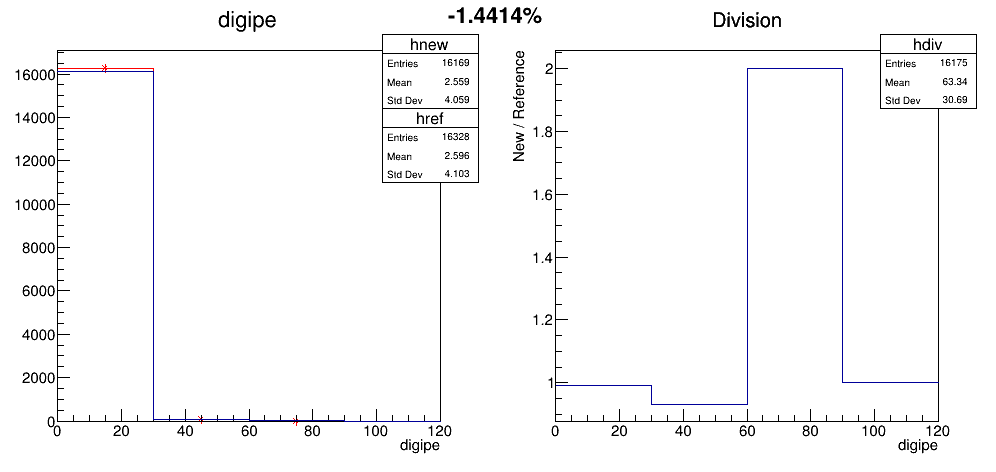 -1.4414%
digipe
hnew
Entries 16169
Mean 2.559
Std Dev 4.059
href
Entries 16328
Mean 2.596
Std Dev 4.103
16000
14000
12000
10000
8000
6000
4000
2000
0
0 20 40 60 80 100 120
digipe
Division
hdiv
Entries 16175
Mean 63.34
Std Dev 30.69
New / Reference
2
1.8
1.6
1.4
1.2
1
0 20 40 60 80 100 120
digipe